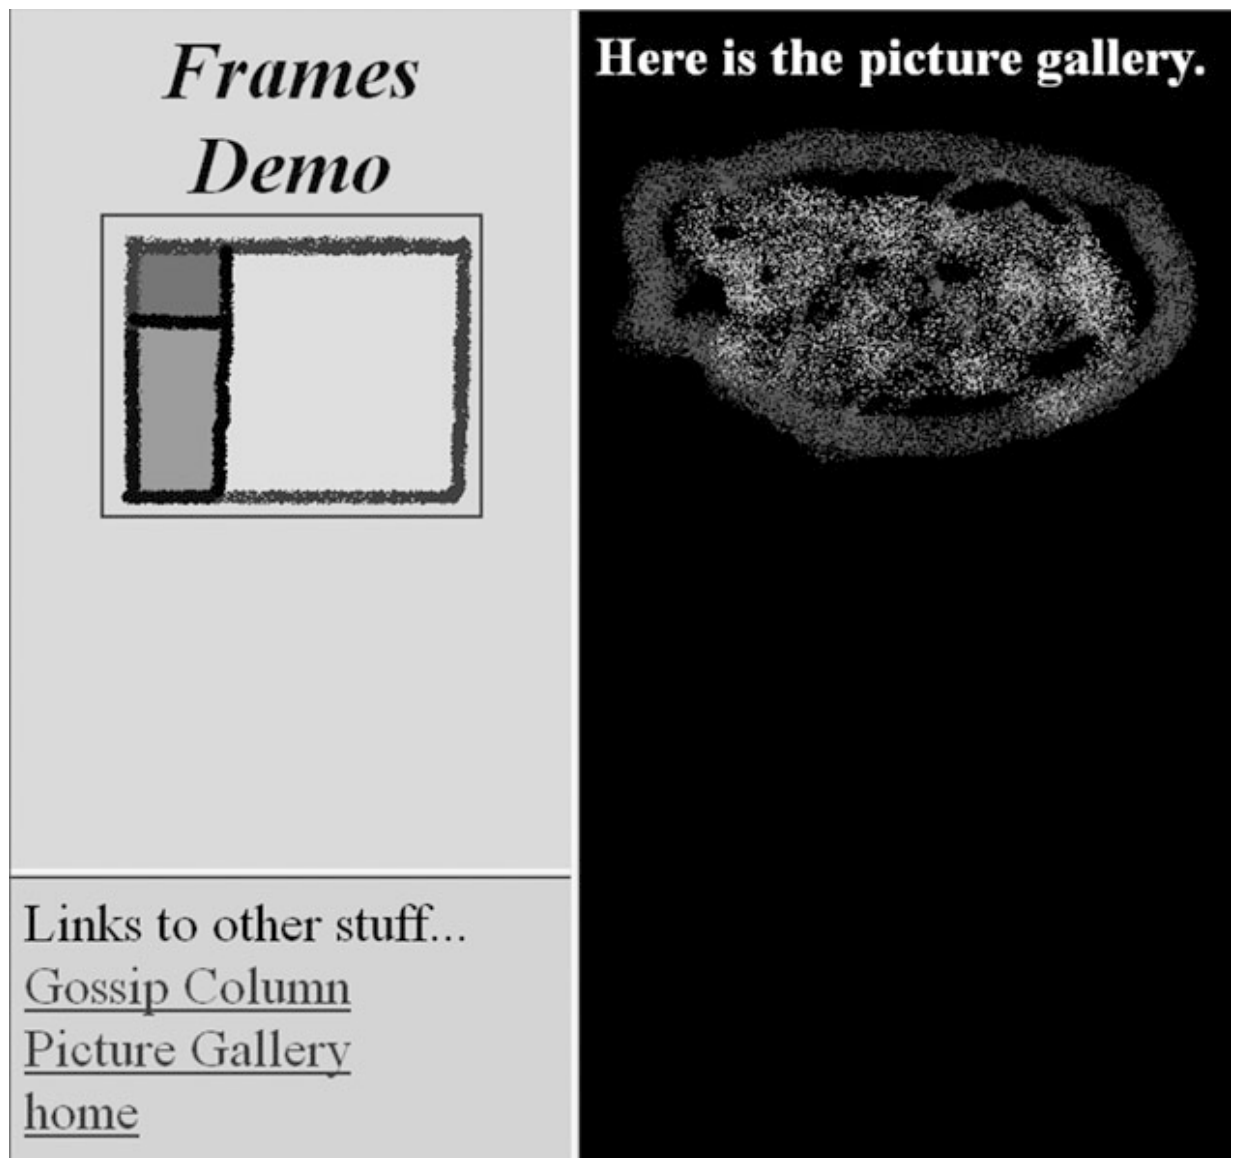 Frames
Demo
Links to other stuff...
Gossip Column
Picture Gallery
home
Here is the picture gallery.